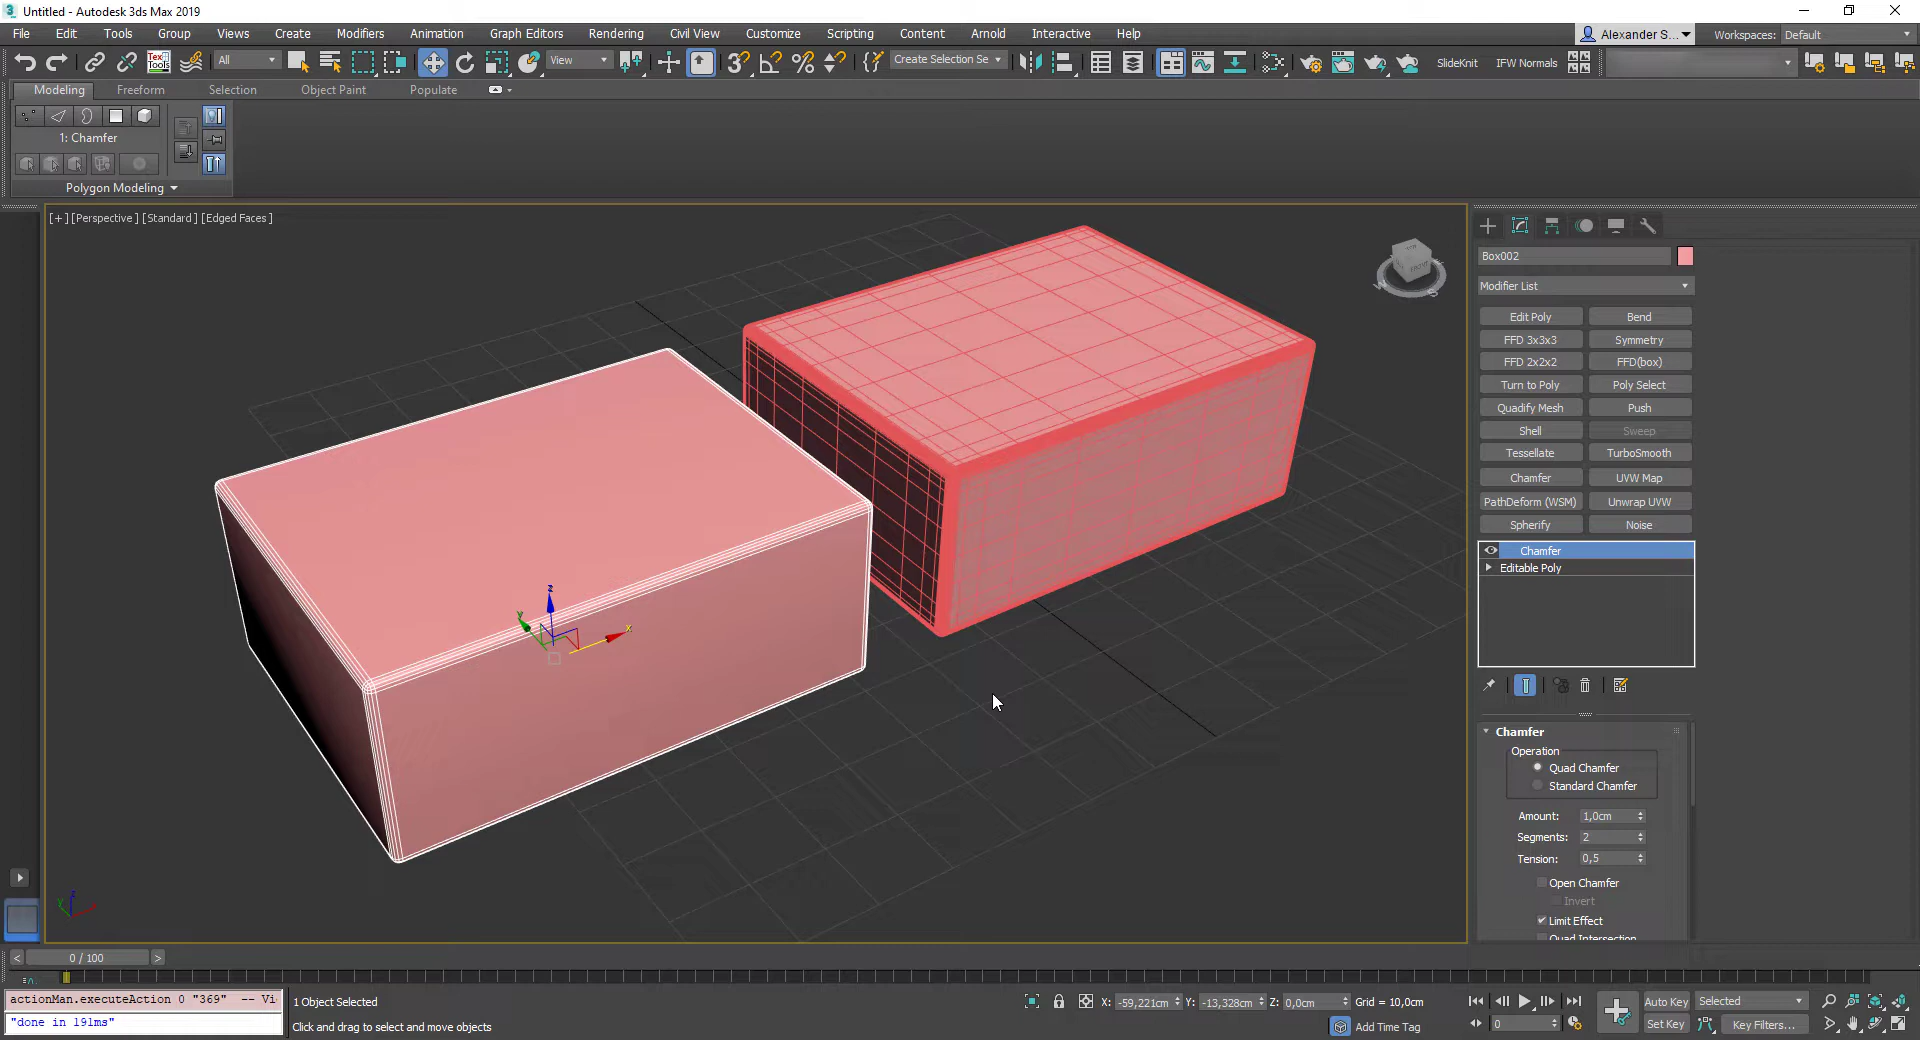 Untitled - Autodesk 3ds Max 2019
File Edit Tools Group Views Create Modifiers Animation Graph Editors Rendering Civil View Customize Scripting Content Arnold Interactive Help
Alexander S... Workspaces: Default
All View Create Selection Se SlideKnit IFW Normals
Modeling Freeform Selection Object Paint Populate
1: Chamfer
Polygon Modeling
[+] [Perspective] [Standard] [Edged Faces]
Box002
Modifier List
Edit Poly Bend
FFD 3x3x3 Symmetry
FFD 2x2x2 FFD(box)
Turn to Poly Poly Select
Quadify Mesh Push
Shell Sweep
Tessellate TurboSmooth
Chamfer UVW Map
PathDeform (WSM) Unwrap UVW
Spherify Noise
Chamfer
Editable Poly
Chamfer
Operation
Quad Chamfer
Standard Chamfer
Amount: 1,0cm
Segments: 2
Tension: 0,5
Open Chamfer
Invert
Limit Effect
Quad Intersection
z
y x
0 / 100
actionMan.executeAction 0 "369" -- Vi
"done in 191ms"
1 Object Selected
Click and drag to select and move objects
X: -59,221cm Y: -13,328cm Z: 0,0cm Grid = 10,0cm
Add Time Tag
0
Auto Key Selected
Set Key Key Filters...